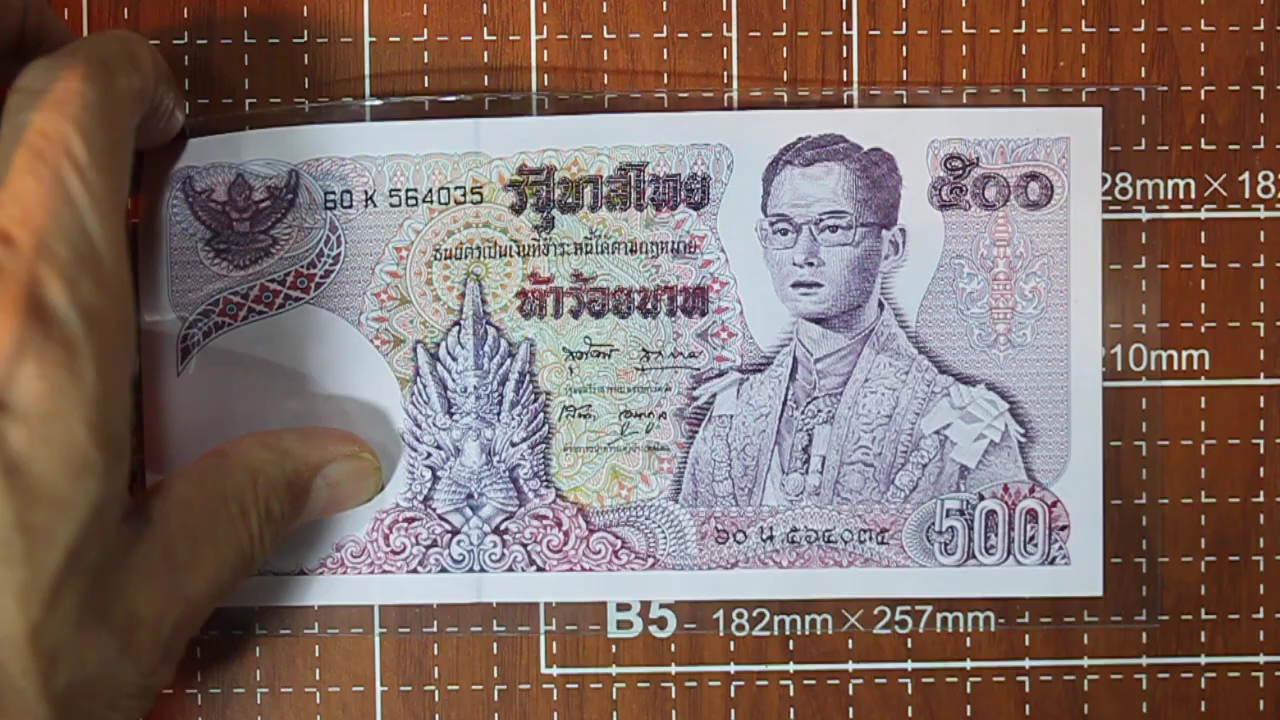 60 K 564035
รัฐบาลไทย
๕๐๐
ธนบัตรเป็นเงินที่ชำระหนี้ได้ตามกฎหมาย
ห้าร้อยบาท
๖๐ น ๕๖๔๐๓๕
500
28mm×18
210mm
B5 182mm×257mm